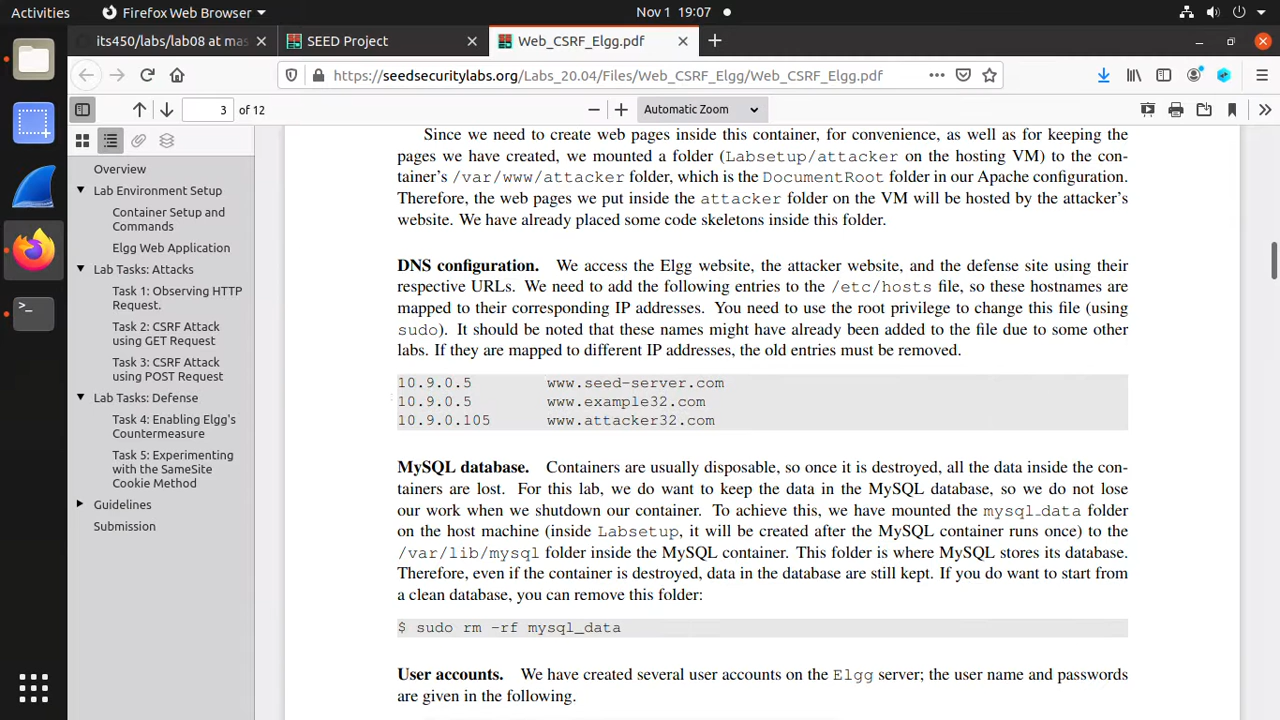 Activities Firefox Web Browser Nov 1 19:07
its450/labs/lab08 at mas SEED Project Web_CSRF_Elgg.pdf
https://seedsecuritylabs.org/Labs_20.04/Files/Web_CSRF_Elgg/Web_CSRF_Elgg.pdf
3 of 12 Automatic Zoom
Overview
Lab Environment Setup
Container Setup and
Commands
Elgg Web Application
Lab Tasks: Attacks
Task 1: Observing HTTP
Request.
Task 2: CSRF Attack
using GET Request
Task 3: CSRF Attack
using POST Request
Lab Tasks: Defense
Task 4: Enabling Elgg's
Countermeasure
Task 5: Experimenting
with the SameSite
Cookie Method
Guidelines
Submission
Since we need to create web pages inside this container, for convenience, as well as for keeping the
pages we have created, we mounted a folder (Labsetup/attacker on the hosting VM) to the con-
tainer's /var/www/attacker folder, which is the DocumentRoot folder in our Apache configuration.
Therefore, the web pages we put inside the attacker folder on the VM will be hosted by the attacker's
website. We have already placed some code skeletons inside this folder.
DNS configuration. We access the Elgg website, the attacker website, and the defense site using their
respective URLs. We need to add the following entries to the /etc/hosts file, so these hostnames are
mapped to their corresponding IP addresses. You need to use the root privilege to change this file (using
sudo). It should be noted that these names might have already been added to the file due to some other
labs. If they are mapped to different IP addresses, the old entries must be removed.
10.9.0.5 www.seed-server.com
10.9.0.5 www.example32.com
10.9.0.105 www.attacker32.com
MySQL database. Containers are usually disposable, so once it is destroyed, all the data inside the con-
tainers are lost. For this lab, we do want to keep the data in the MySQL database, so we do not lose
our work when we shutdown our container. To achieve this, we have mounted the mysql_data folder
on the host machine (inside Labsetup, it will be created after the MySQL container runs once) to the
/var/lib/mysql folder inside the MySQL container. This folder is where MySQL stores its database.
Therefore, even if the container is destroyed, data in the database are still kept. If you do want to start from
a clean database, you can remove this folder:
$ sudo rm -rf mysql_data
User accounts. We have created several user accounts on the Elgg server; the user name and passwords
are given in the following.